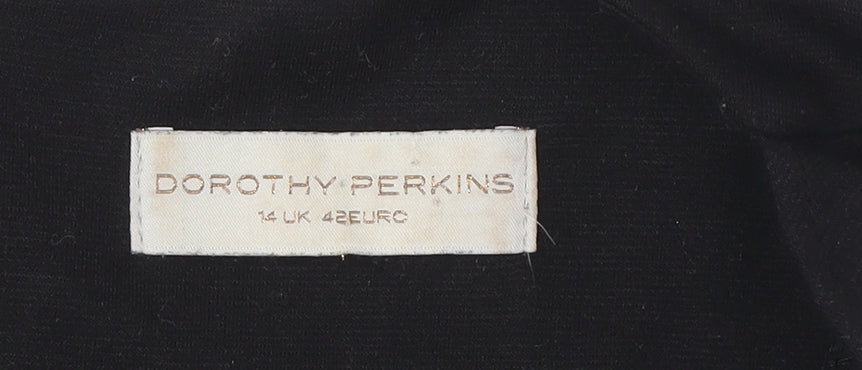 DOROTHY PERKINS
14 UK 42EURO